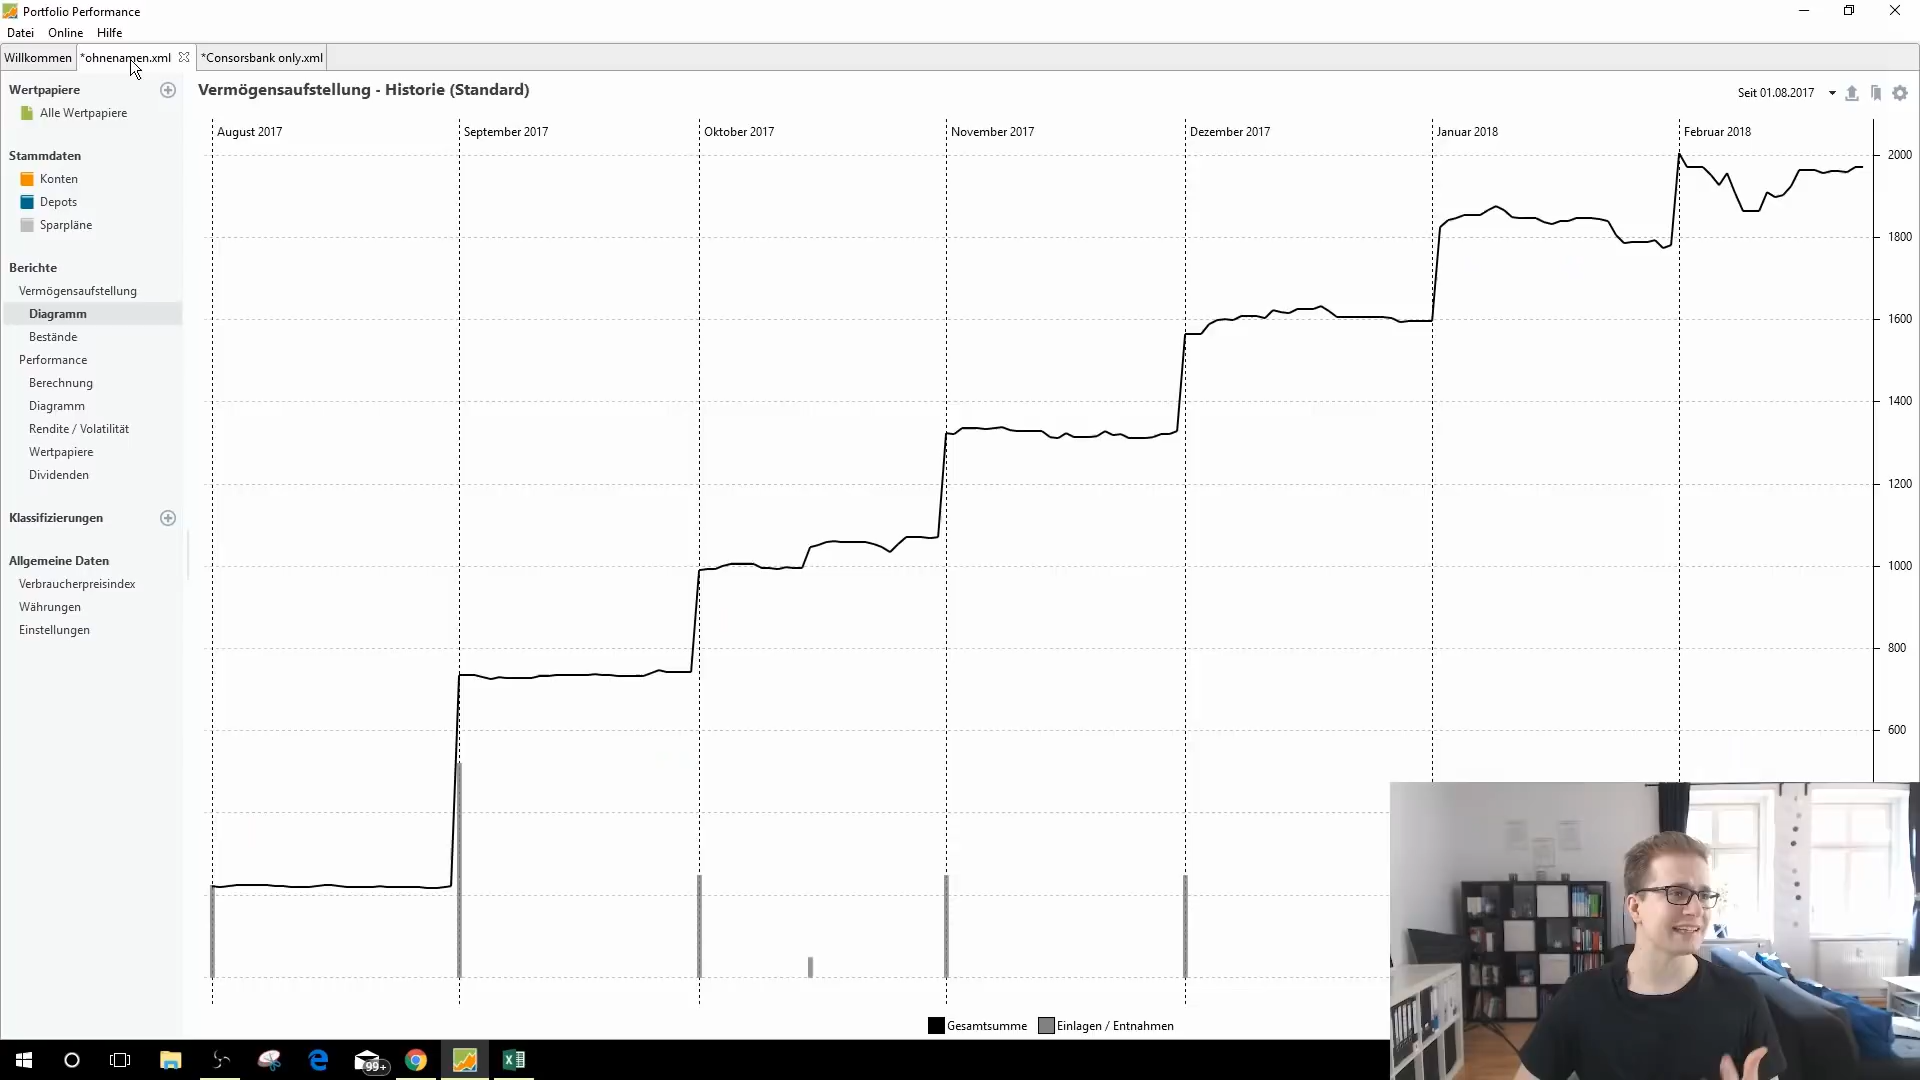 Portfolio Performance
Datei Online Hilfe
Willkommen *ohnenamen.xml *Consorsbank only.xml
Wertpapiere
Alle Wertpapiere
Stammdaten
Konten
Depots
Sparpläne
Berichte
Vermögensaufstellung
Diagramm
Bestände
Performance
Berechnung
Diagramm
Rendite / Volatilität
Wertpapiere
Dividenden
Klassifizierungen
Allgemeine Daten
Verbraucherpreisindex
Währungen
Einstellungen
Vermögensaufstellung - Historie (Standard)
Seit 01.08.2017
August 2017 September 2017 Oktober 2017 November 2017 Dezember 2017 Januar 2018 Februar 2018
2000
1800
1600
1400
1200
1000
800
600
Gesamtsumme Einlagen / Entnahmen
99+